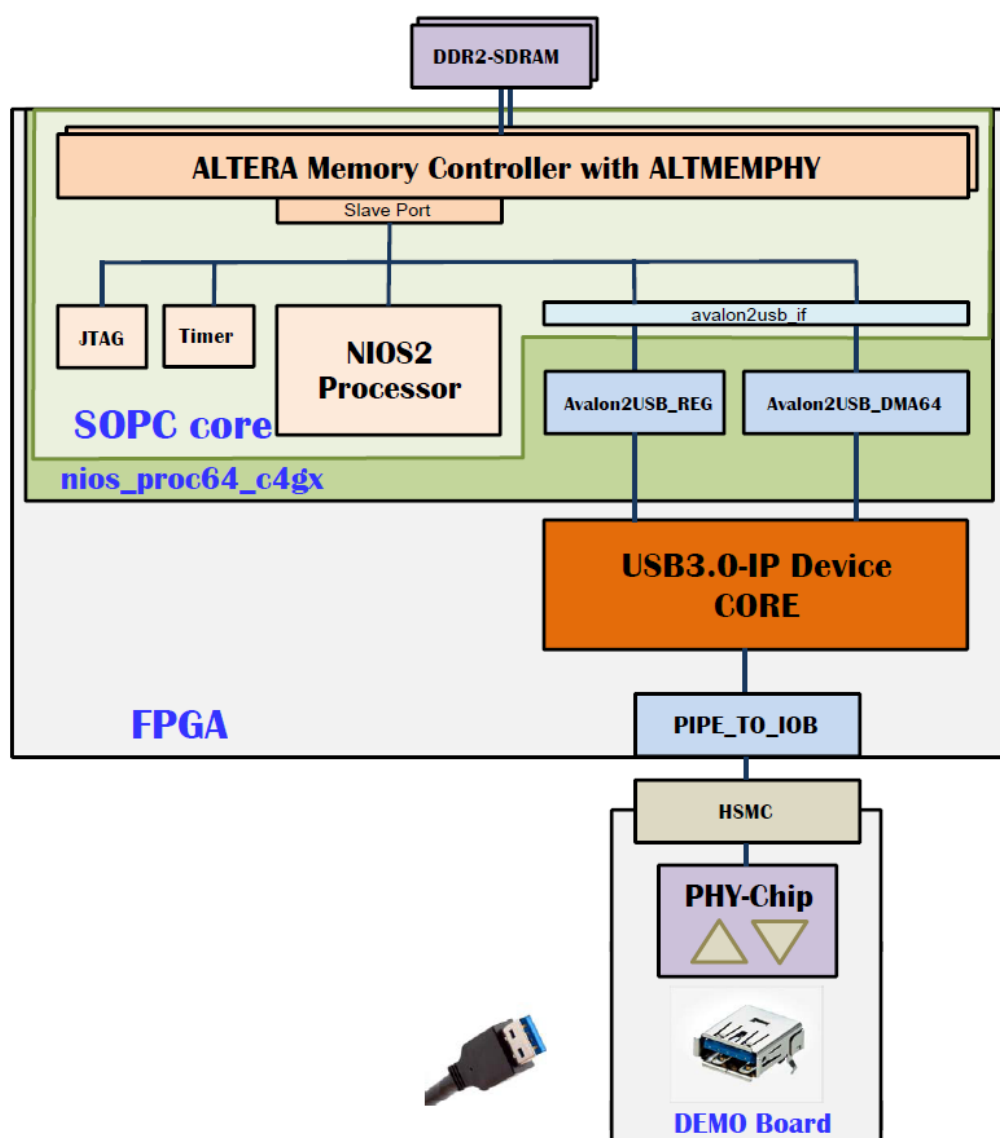 DDR2-SDRAM
ALTERA Memory Controller with ALTMEMPHY
Slave Port
JTAG
Timer
NIOS2
Processor
avalon2usb_if
Avalon2USB_REG
Avalon2USB_DMA64
SOPC core
nios_proc64_c4gx
USB3.0-IP Device
CORE
FPGA
PIPE_TO_IOB
HSMC
PHY-Chip
DEMO Board